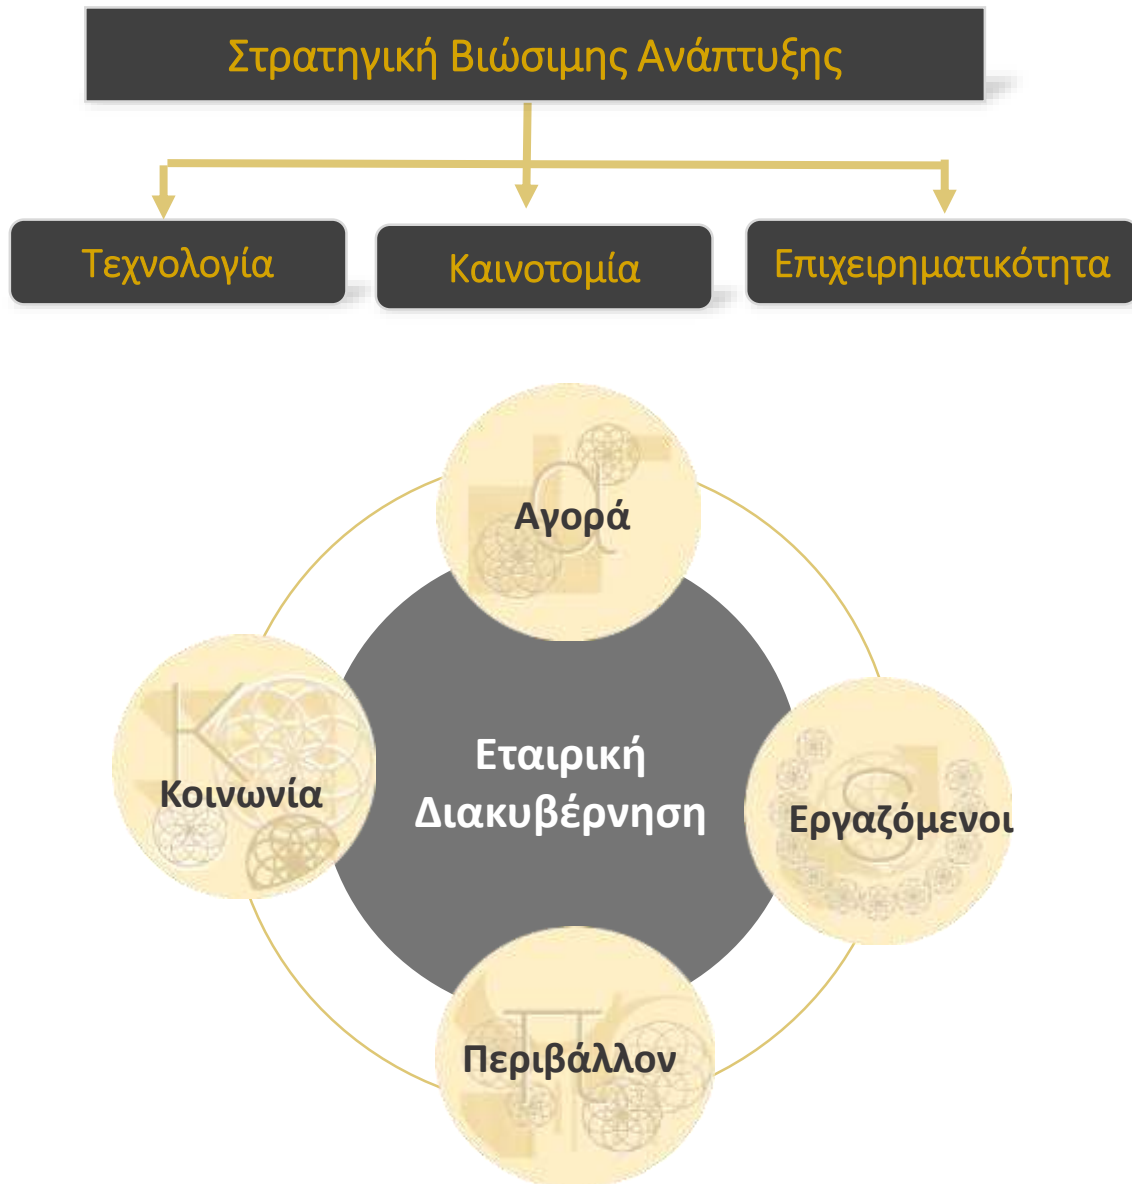 Στρατηγική Βιώσιμης Ανάπτυξης
Τεχνολογία
Καινοτομία
Επιχειρηματικότητα
α
Αγορά
Κ
Κοινωνία
Εταιρική
Διακυβέρνηση
S
Εργαζόμενοι
π
Περιβάλλον